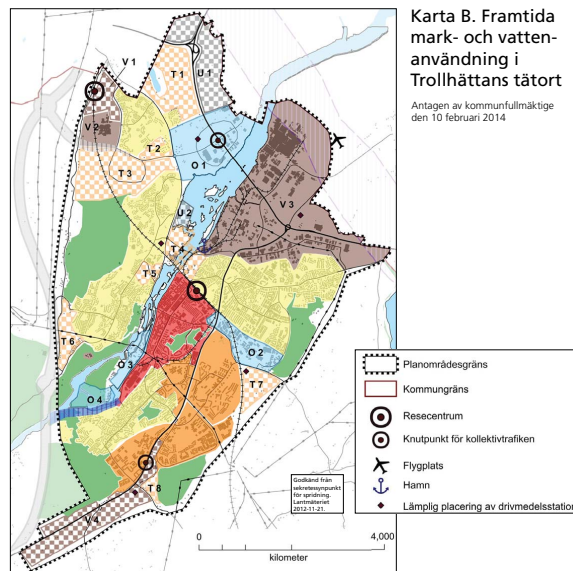 Karta B. Framtida
mark- och vatten-
användning i
Trollhättans tätort
Antagen av kommunfullmäktige
den 10 februari 2014
V 1
T 1
U 1
V 2
T 2
O 1
T 3
U 2
V 3
T 4
T 5
T 6
O 3
O 2
T 7
O 4
T 8
V 4
Godkänd från
sekretessynpunkt
för spridning.
Lantmäteriet
2012-11-21.
0
4,000
kilometer
Planområdesgräns
Kommungräns
Resecentrum
Knutpunkt för kollektivtrafiken
Flygplats
Hamn
Lämplig placering av drivmedelsstation